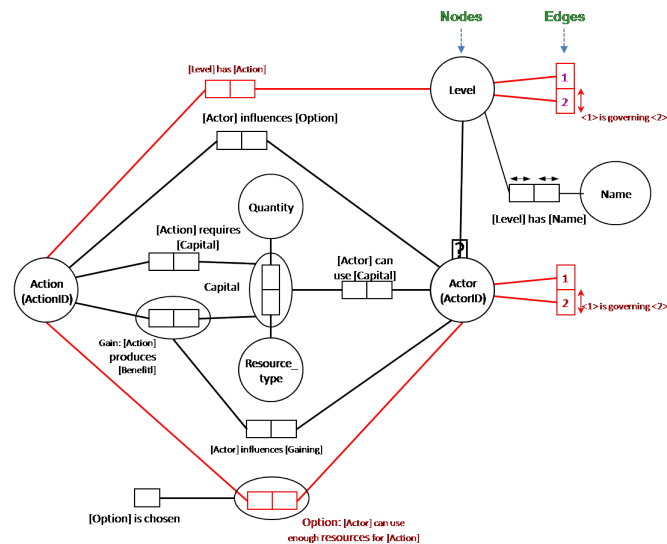 Nodes
Edges
[Level] has [Action]
Level
1
2
<1> is governing <2>
[Actor] influences [Option]
Name
[Level] has [Name]
Quantity
[Action] requires
[Capital]
[Actor] can
use [Capital]
?
Action
(ActionID)
Capital
Actor
(ActorID)
1
2
<1> is governing <2>
Gain: [Action]
produces
[Benefitl]
Resource_
type
[Actor] influences [Gaining]
[Option] is chosen
Option: [Actor] can use
enough resources for [Action]